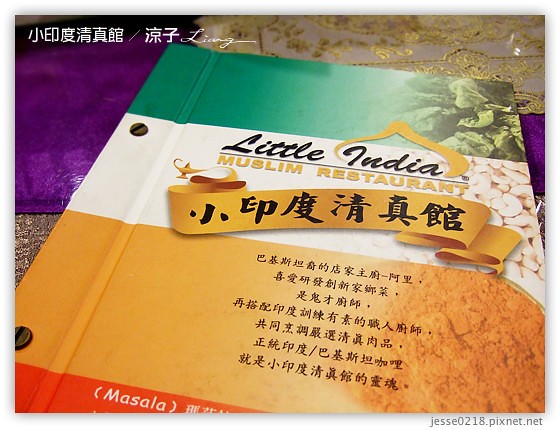 小印度清真館 / 涼子 Liang
Little India ®
MUSLIM RESTAURANT
小印度清真館
巴基斯坦裔的店家主廚-阿里，
喜愛研發創新家鄉菜，
是鬼才廚師，
再搭配印度訓練有素的職人廚師，
共同烹調嚴選清真肉品，
正統印度/巴基斯坦咖哩
就是小印度清真館的靈魂。
(Masala)
jesse0218.pixnet.net